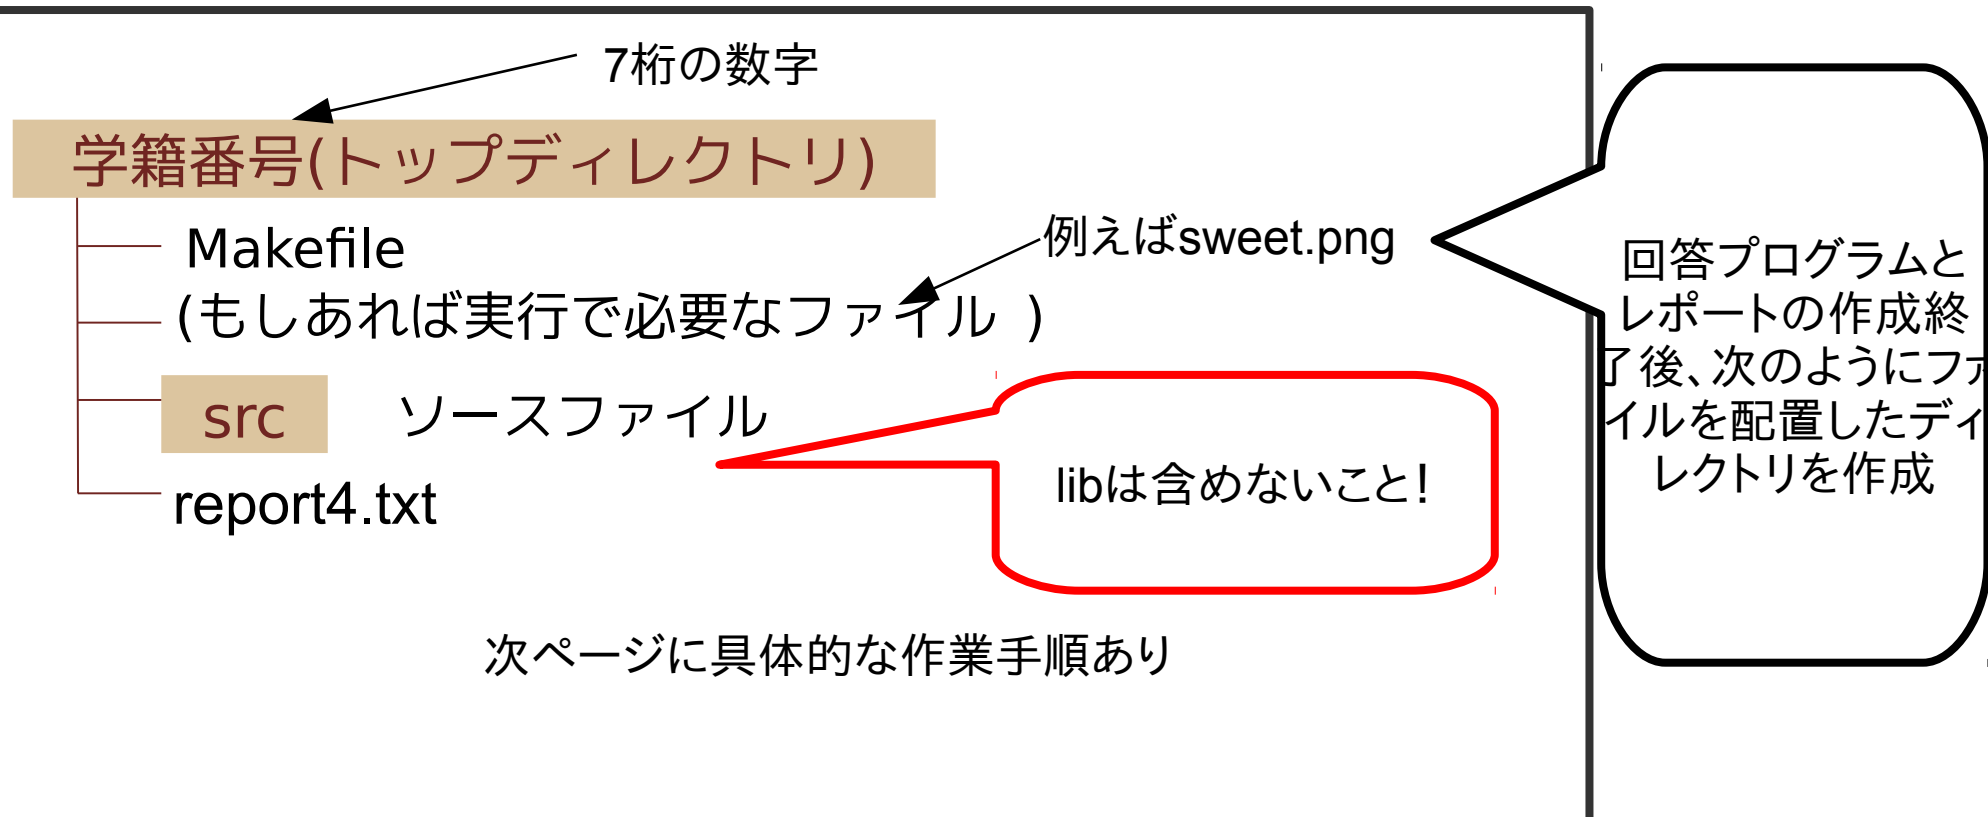 7桁の数字
学籍番号(トップディレクトリ)
Makefile
例えばsweet.png
(もしあれば実行で必要なファイル )
src ソースファイル
report4.txt
libは含めないこと!
次ページに具体的な作業手順あり
回答プログラムと
レポートの作成終
了後、次のようにファ
イルを配置したディ
レクトリを作成